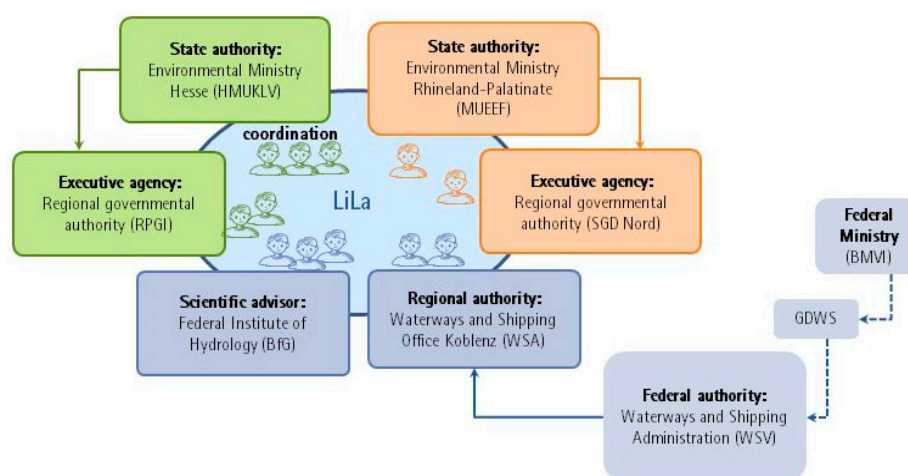 State authority:
Environmental Ministry
Hesse (HMUKLV)
State authority:
Environmental Ministry
Rhineland-Palatinate
(MUEEF)
coordination
LiLa
Executive agency:
Regional governmental
authority (RPGI)
Executive agency:
Regional governmental
authority (SGD Nord)
Federal
Ministry
(BMVI)
GDWS
Scientific advisor:
Federal Institute of
Hydrology (BfG)
Regional authority:
Waterways and Shipping
Office Koblenz (WSA)
Federal authority:
Waterways and Shipping
Administration (WSV)